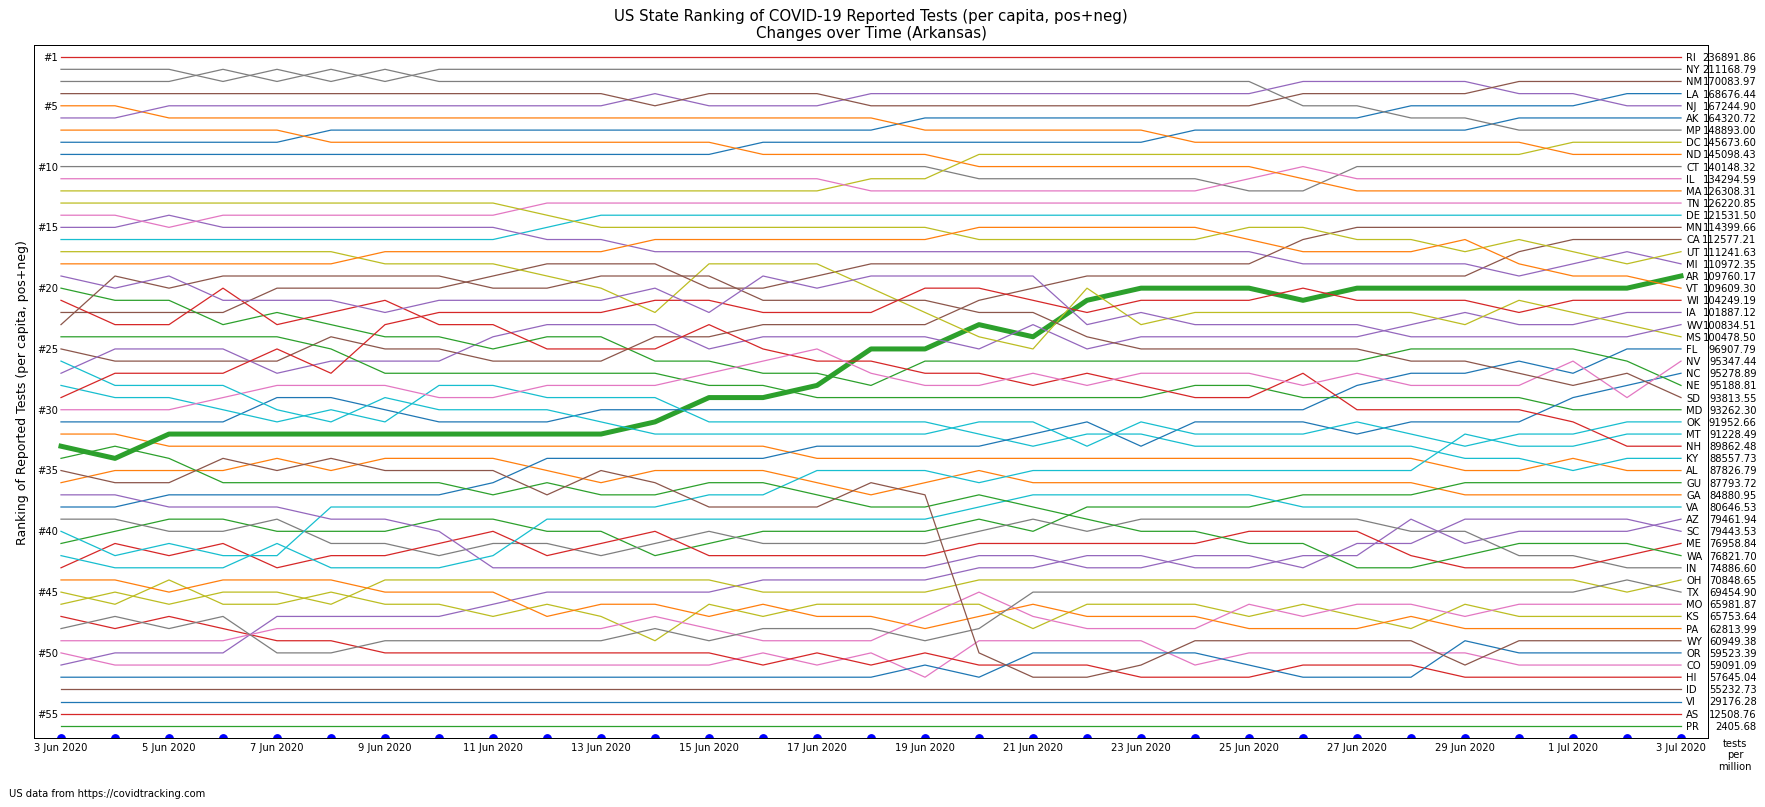 US State Ranking of COVID-19 Reported Tests (per capita, pos+neg)
Changes over Time (Arkansas)
Ranking of Reported Tests (per capita, pos+neg)
#1
#5
#10
#15
#20
#25
#30
#35
#40
#45
#50
#55
RI 236891.86
NY 211168.79
NM 170083.97
LA 168676.44
NJ 167244.90
AK 164320.72
MP 148893.00
DC 145673.60
ND 145098.43
CT 140148.32
IL 134294.59
MA 126308.31
TN 126220.85
DE 121531.50
MN 114399.66
CA 112577.21
UT 111241.63
MI 110972.35
AR 109760.17
VT 109609.30
WI 104249.19
IA 101887.12
WV 100834.51
MS 100478.50
FL 96907.79
NV 95347.44
NC 95278.89
NE 95188.81
SD 93813.55
MD 93262.30
OK 91952.66
MT 91228.49
NH 89862.48
KY 88557.73
AL 87826.79
GU 87793.72
GA 84880.95
VA 80646.53
AZ 79461.94
SC 79443.53
ME 76958.84
WA 76821.70
IN 74886.60
OH 70848.65
TX 69454.90
MO 65981.87
KS 65753.64
PA 62813.99
WY 60949.38
OR 59523.39
CO 59091.09
HI 57645.04
ID 55232.73
VI 29176.28
AS 12508.76
PR 2405.68
3 Jun 2020 5 Jun 2020 7 Jun 2020 9 Jun 2020 11 Jun 2020 13 Jun 2020 15 Jun 2020 17 Jun 2020 19 Jun 2020 21 Jun 2020 23 Jun 2020 25 Jun 2020 27 Jun 2020 29 Jun 2020 1 Jul 2020 3 Jul 2020
tests
per
million
US data from https://covidtracking.com